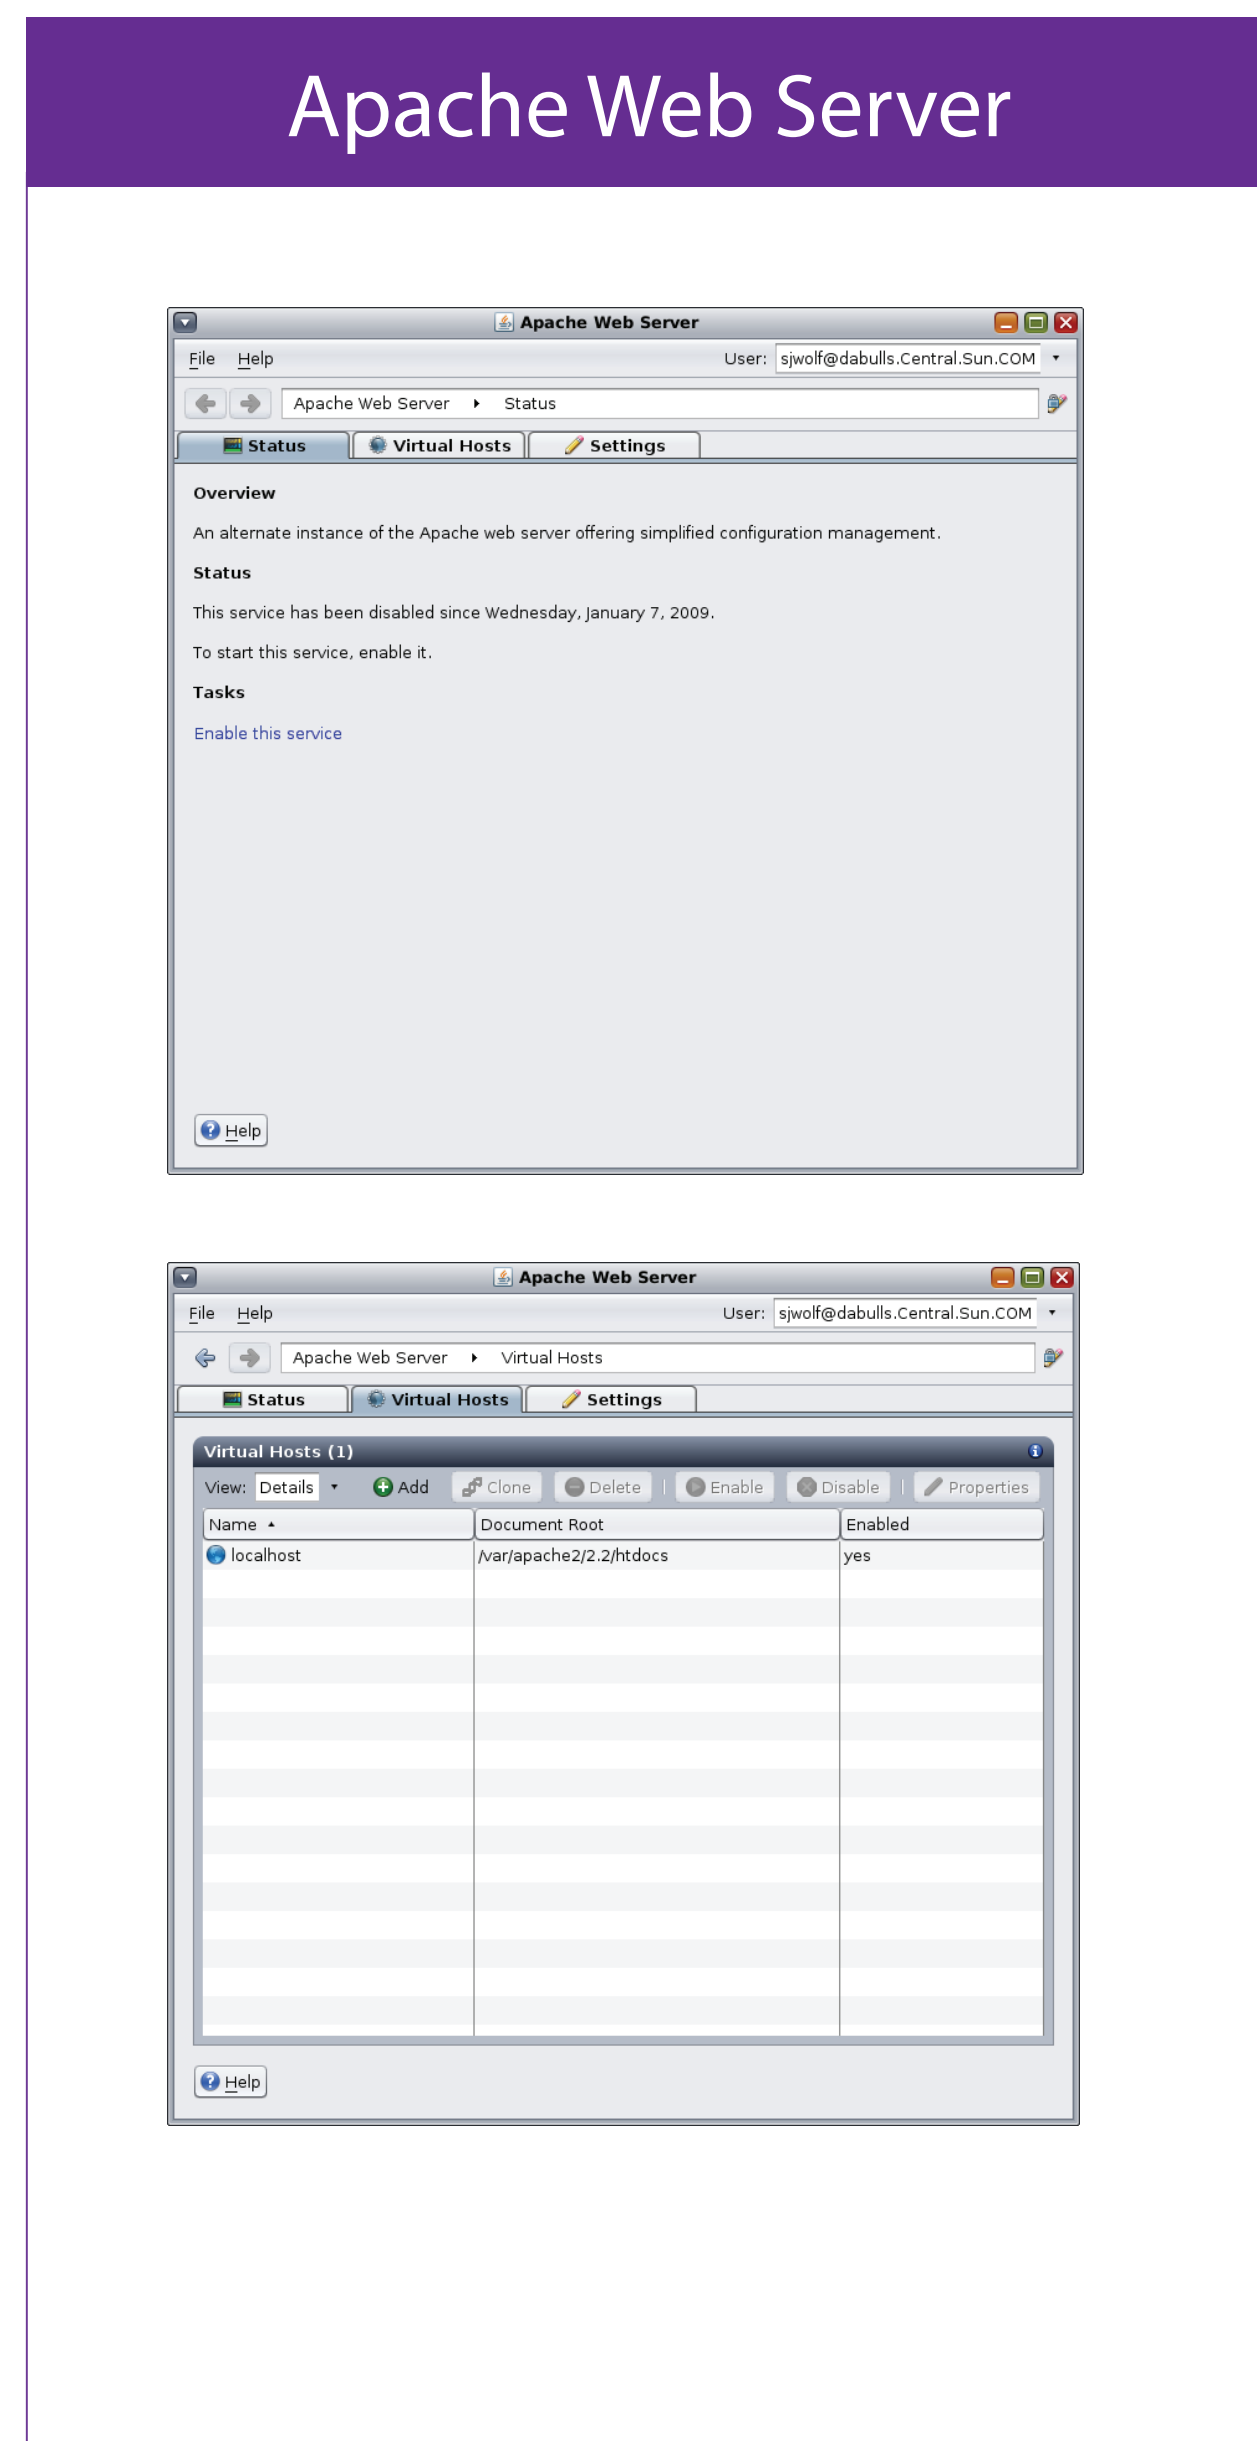 Apache Web Server
Apache Web Server
File Help User: sjwolf@dabulls.Central.Sun.COM
Apache Web Server Status
Status Virtual Hosts Settings
Overview
An alternate instance of the Apache web server offering simplified configuration management.
Status
This service has been disabled since Wednesday, January 7, 2009.
To start this service, enable it.
Tasks
Enable this service
Help
Apache Web Server
File Help User: sjwolf@dabulls.Central.Sun.COM
Apache Web Server Virtual Hosts
Status Virtual Hosts Settings
Virtual Hosts (1)
View: Details Add Clone Delete Enable Disable Properties
Name Document Root Enabled
localhost /var/apache2/2.2/htdocs yes
Help